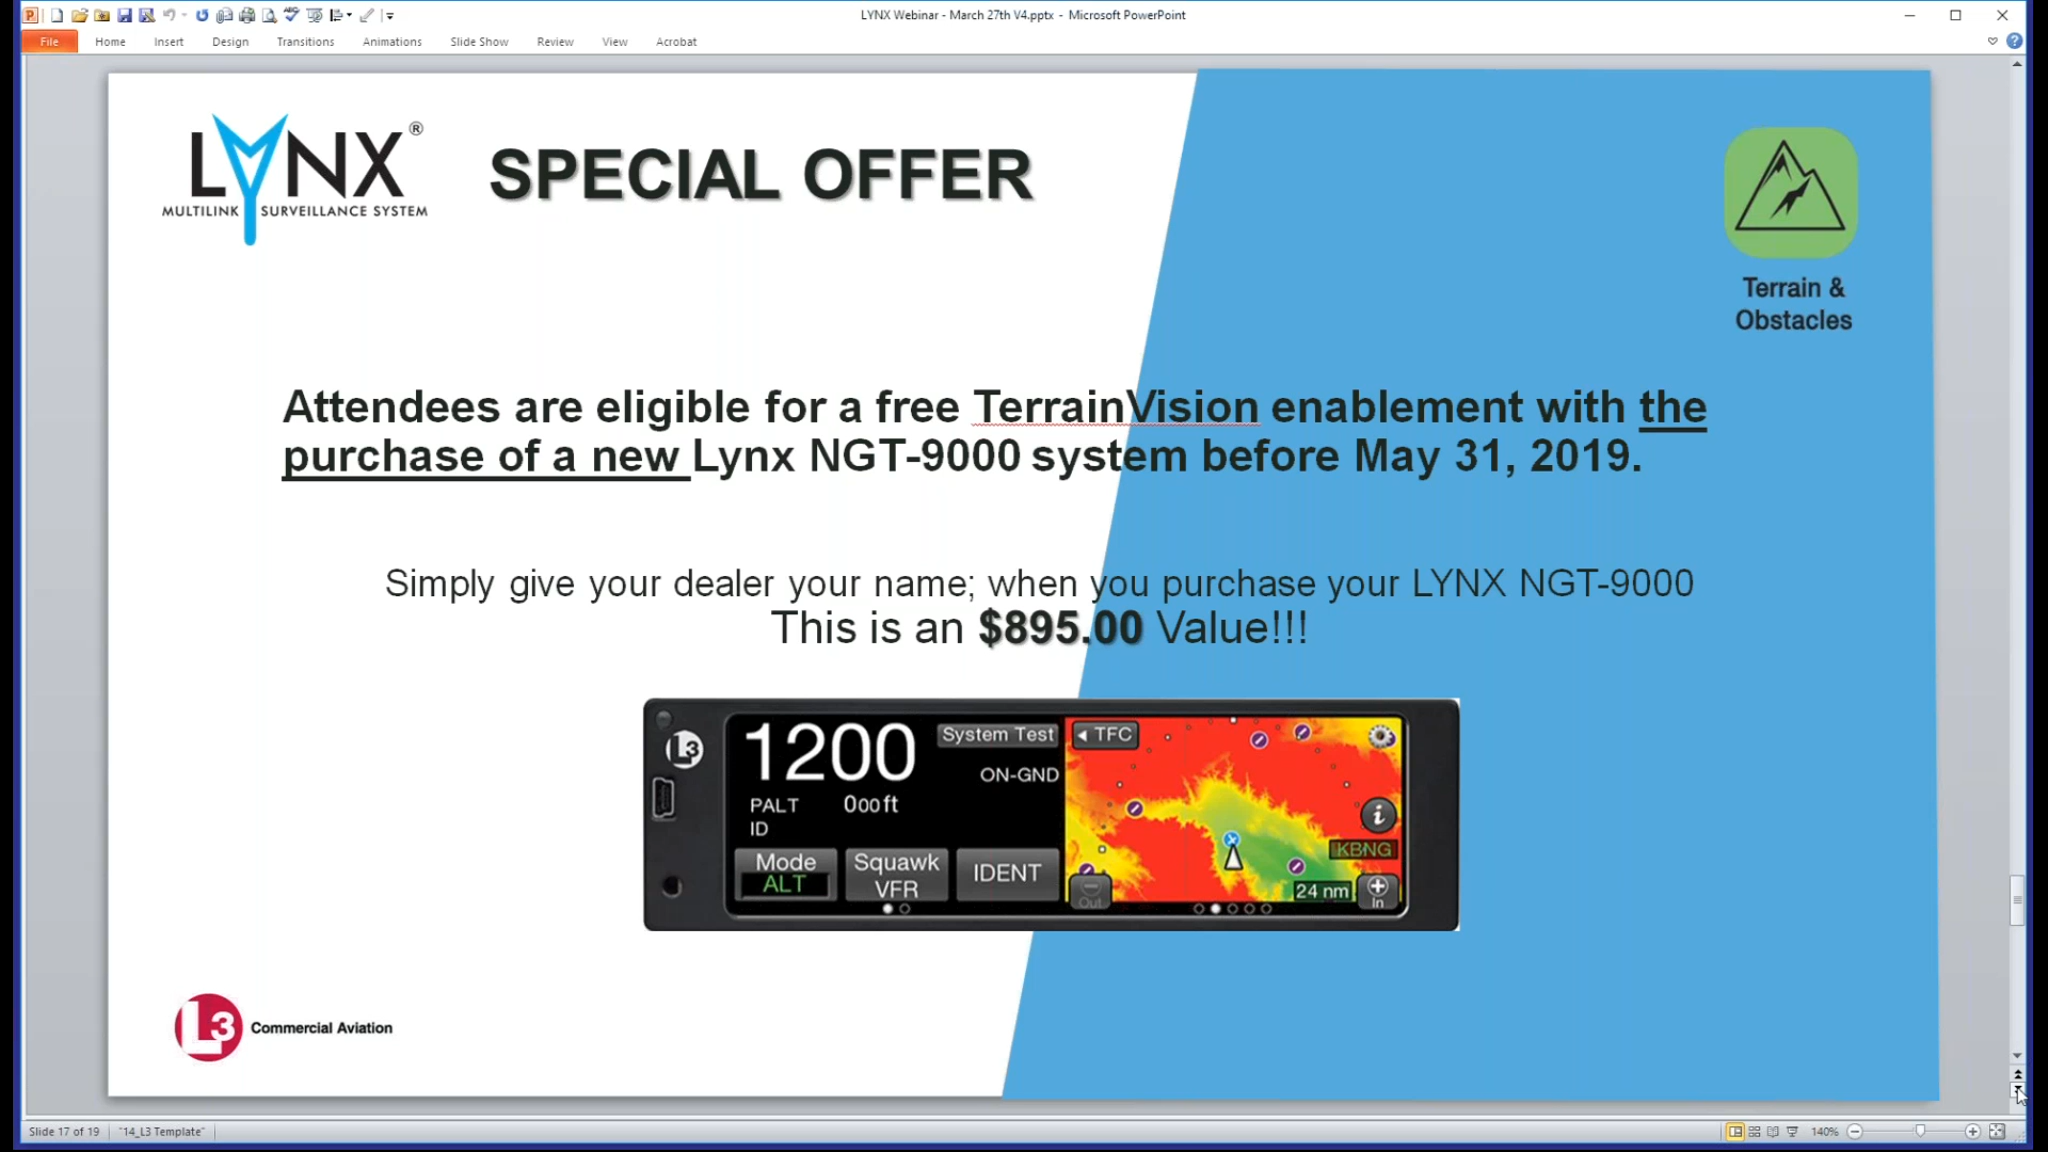 LYNX Webinar - March 27th V4.pptx - Microsoft PowerPoint
File Home Insert Design Transitions Animations Slide Show Review View Acrobat
LYNX®
MULTILINK SURVEILLANCE SYSTEM
SPECIAL OFFER
Terrain &
Obstacles
Attendees are eligible for a free TerrainVision enablement with the
purchase of a new Lynx NGT-9000 system before May 31, 2019.
Simply give your dealer your name; when you purchase your LYNX NGT-9000
This is an $895.00 Value!!!
L3
1200
System Test
ON-GND
PALT 000 ft
ID
Mode
ALT
Squawk
VFR
IDENT
TFC
i
KBNG
24 nm
Out
In
L3 Commercial Aviation
Slide 17 of 19 "14_L3 Template" 140%